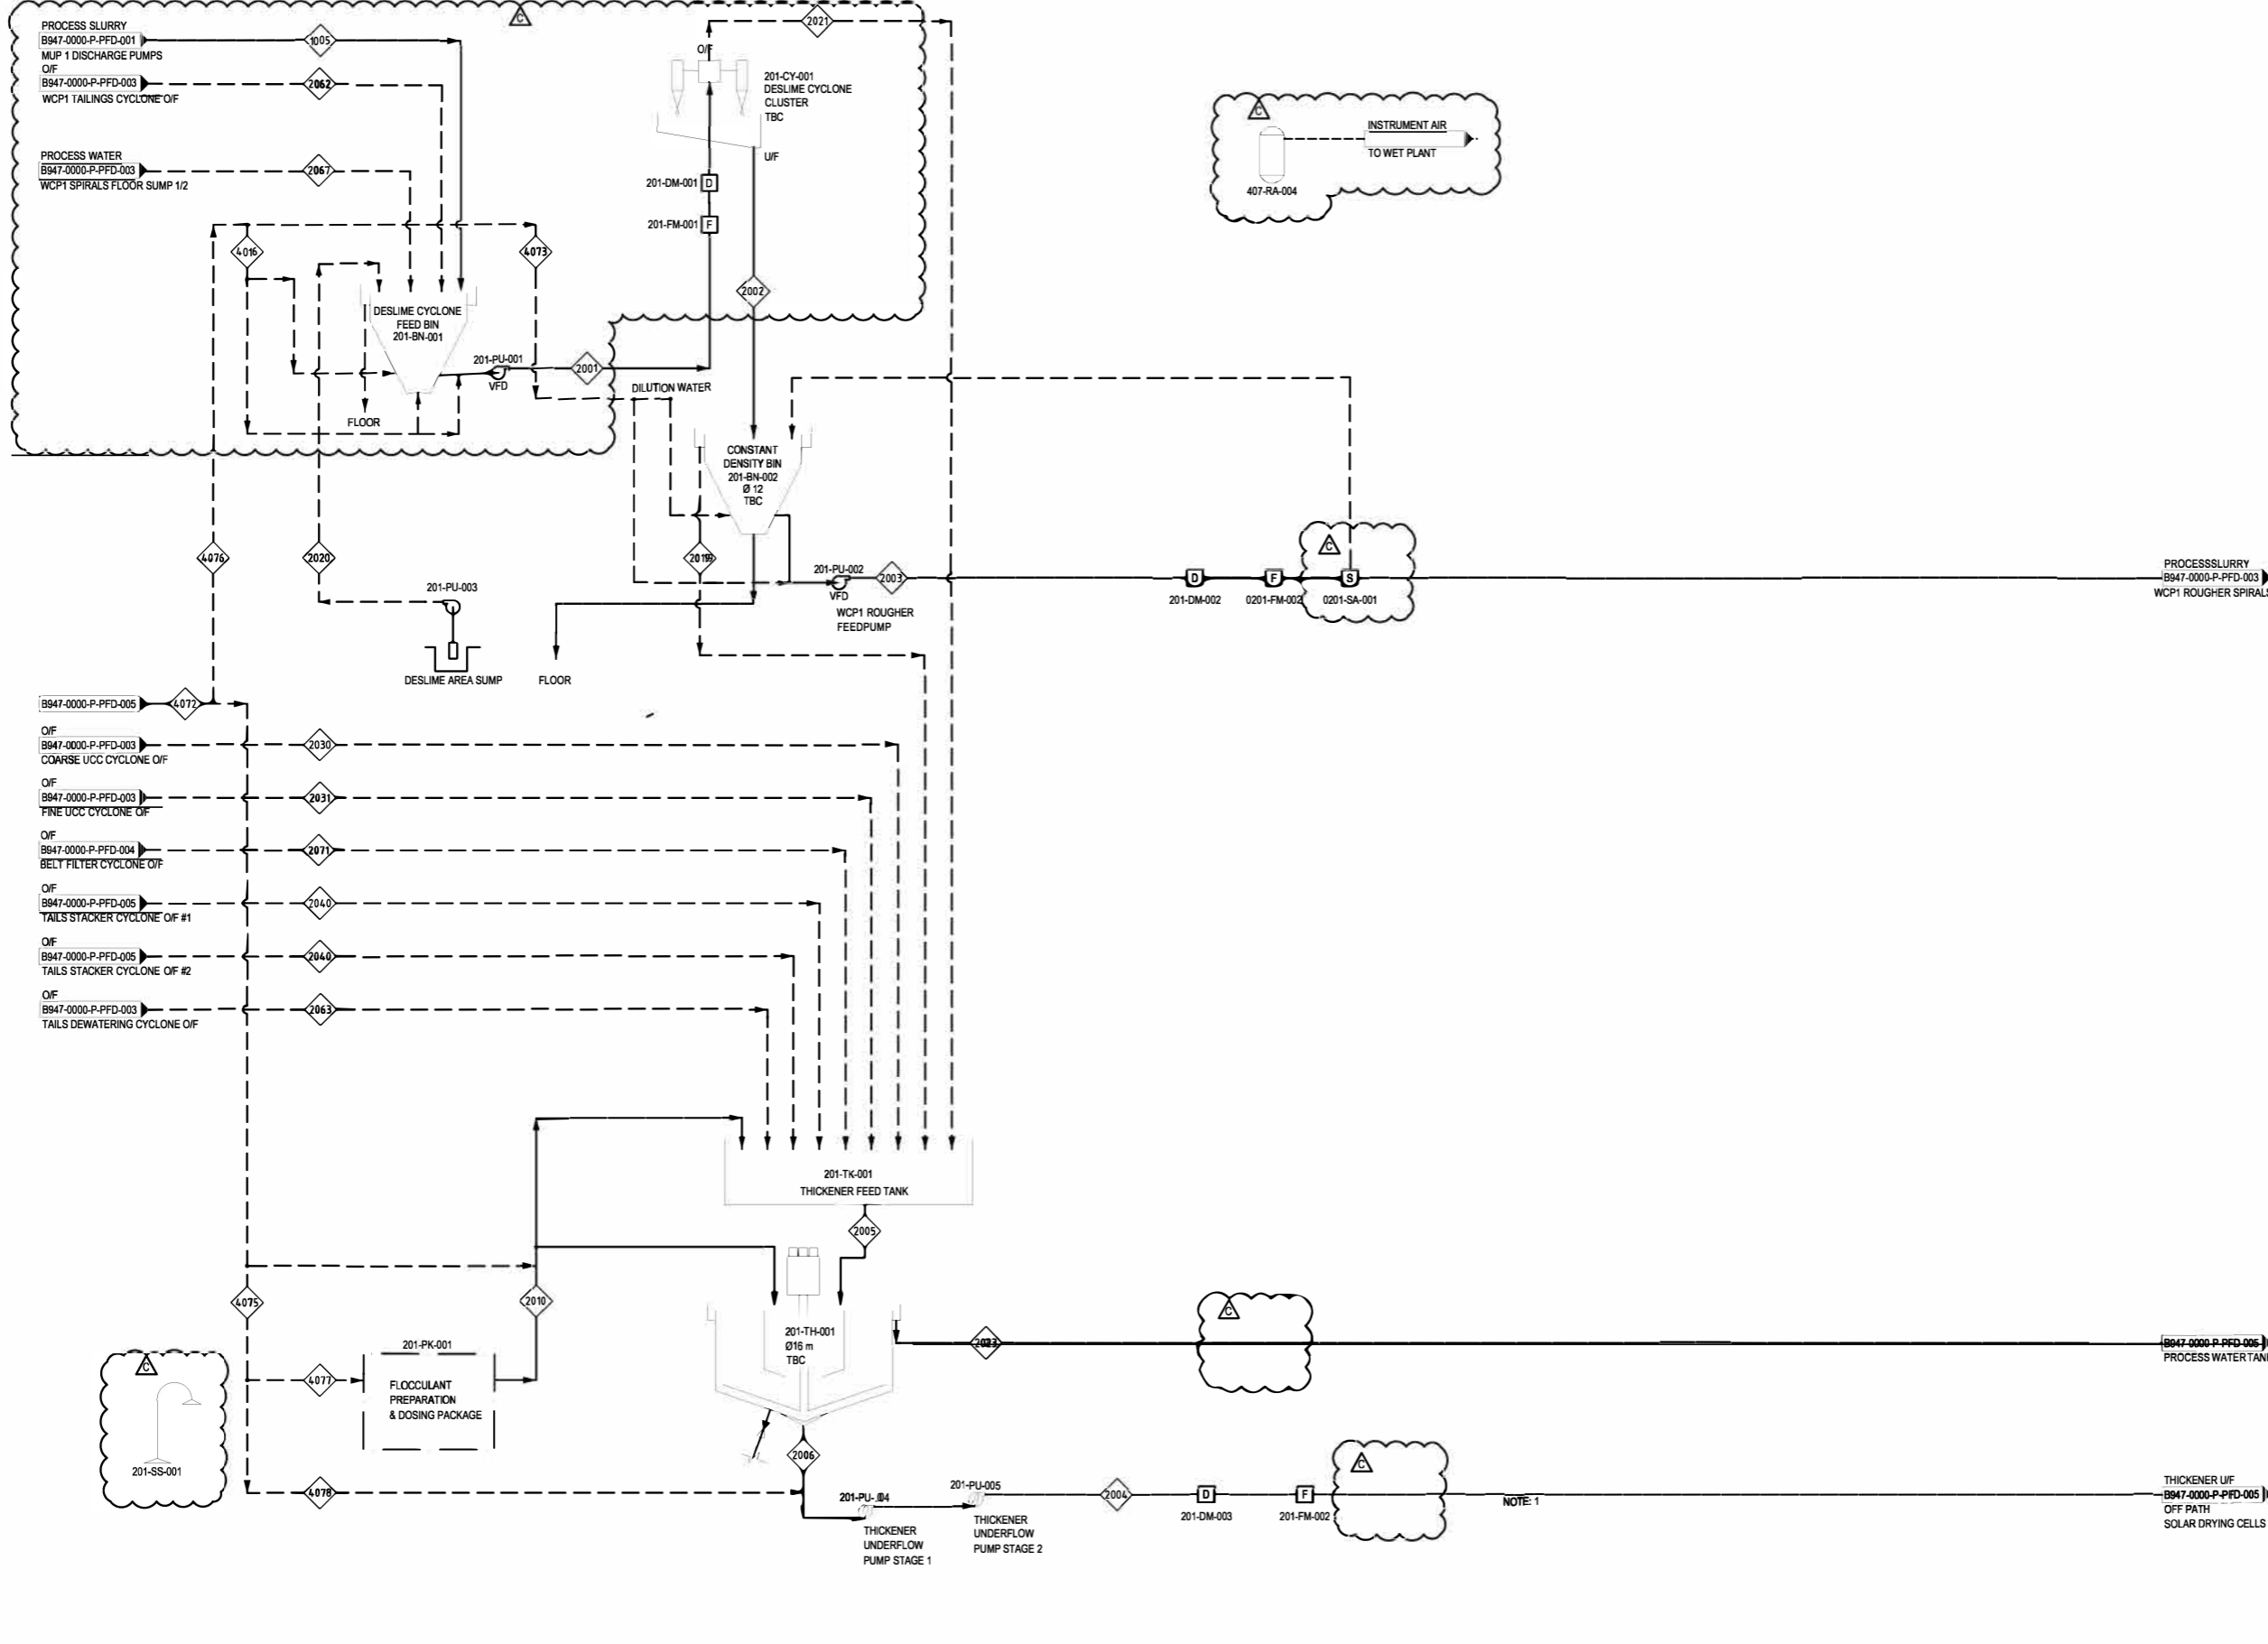 C
PROCESS SLURRY
B947-0000-P-PFD-001
MUP 1 DISCHARGE PUMPS
1005
O/F
B947-0000-P-PFD-003
WCP1 TAILINGS CYCLONE O/F
2062
PROCESS WATER
B947-0000-P-PFD-003
WCP1 SPIRALS FLOOR SUMP 1/2
2067
2021
O/F
201-CY-001
DESLIME CYCLONE
CLUSTER
TBC
U/F
201-DM-001
D
201-FM-001
F
C
INSTRUMENT AIR
TO WET PLANT
407-RA-004
4016
4073
2002
DESLIME CYCLONE
FEED BIN
201-BN-001
201-PU-001
VFD
2001
FLOOR
DILUTION WATER
CONSTANT
DENSITY BIN
201-BN-002
Ø 12
TBC
4076
2020
201-PU-003
DESLIME AREA SUMP
FLOOR
201-PU-002
VFD
2003
WCP1 ROUGHER
FEEDPUMP
D
201-DM-002
F
0201-FM-002
C
S
0201-SA-001
PROCESSSLURRY
B947-0000-P-PFD-003
WCP1 ROUGHER SPIRALS
B947-0000-P-PFD-005
4072
O/F
B947-0000-P-PFD-003
COARSE UCC CYCLONE O/F
2030
O/F
B947-0000-P-PFD-003
FINE UCC CYCLONE O/F
2031
O/F
B947-0000-P-PFD-004
BELT FILTER CYCLONE O/F
2071
O/F
B947-0000-P-PFD-005
TAILS STACKER CYCLONE O/F #1
2040
O/F
B947-0000-P-PFD-005
TAILS STACKER CYCLONE O/F #2
2040
O/F
B947-0000-P-PFD-003
TAILS DEWATERING CYCLONE O/F
2063
201-TK-001
THICKENER FEED TANK
2005
4075
2010
201-TH-001
Ø16 m
TBC
C
B947-0000-P-PFD-005
PROCESS WATER TANK
C
201-SS-001
4077
201-PK-001
FLOCCULANT
PREPARATION
& DOSING PACKAGE
4078
2006
THICKENER
UNDERFLOW
PUMP STAGE 1
201-PU-005
THICKENER
UNDERFLOW
PUMP STAGE 2
2004
D
201-DM-003
F
201-FM-002
C
NOTE: 1
THICKENER U/F
B947-0000-P-PFD-005
OFF PATH
SOLAR DRYING CELLS